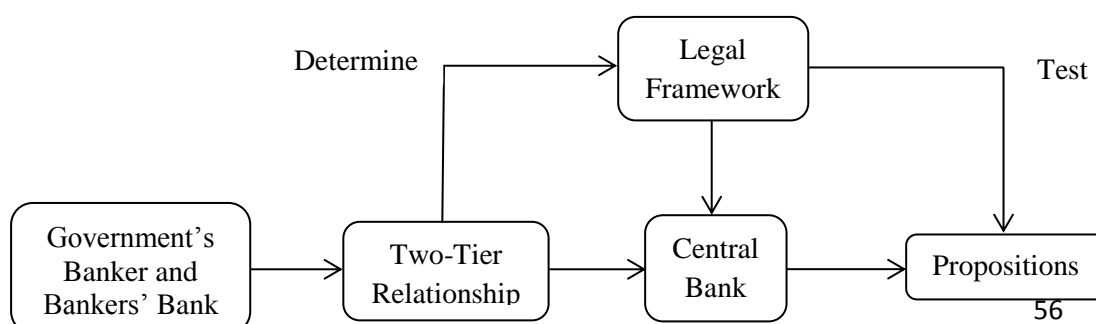 Determine
Legal
Framework
Test
Government’s
Banker and
Bankers’ Bank
Two-Tier
Relationship
Central
Bank
Propositions
56